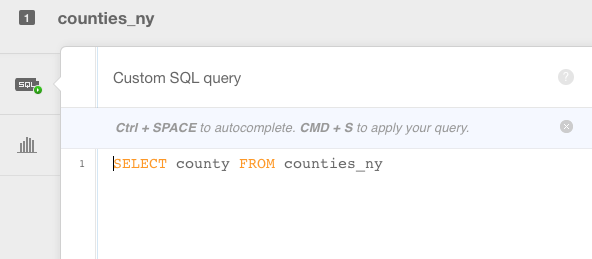 1 counties_ny
SQL
Custom SQL query
?
Ctrl + SPACE to autocomplete. CMD + S to apply your query.
1 SELECT county FROM counties_ny